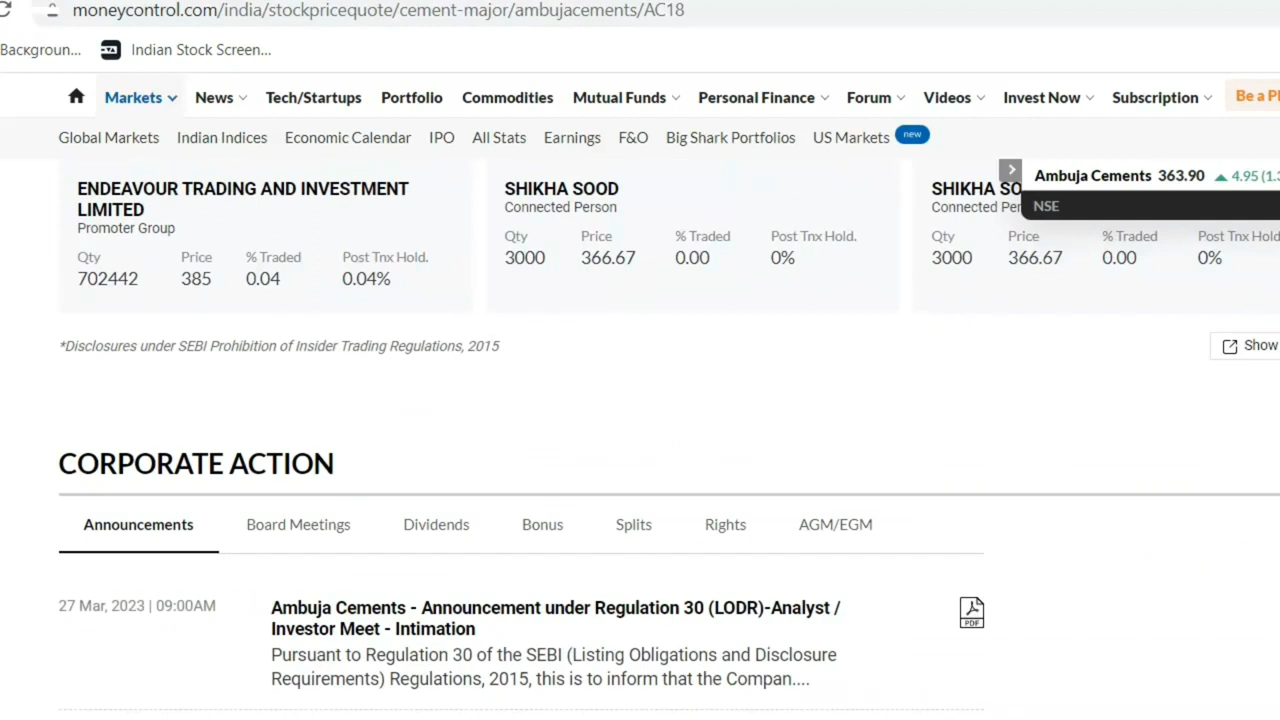 moneycontrol.com/india/stockpricequote/cement-major/ambujacements/AC18
Backgroun... Indian Stock Screen...
Markets News Tech/Startups Portfolio Commodities Mutual Funds Personal Finance Forum Videos Invest Now Subscription Be a
Global Markets Indian Indices Economic Calendar IPO All Stats Earnings F&O Big Shark Portfolios US Markets new
Ambuja Cements 363.90 4.95
NSE
ENDEAVOUR TRADING AND INVESTMENT
LIMITED
Promoter Group
Qty Price % Traded Post Tnx Hold.
702442 385 0.04 0.04%
SHIKHA SOOD
Connected Person
Qty Price % Traded Post Tnx Hold.
3000 366.67 0.00 0%
SHIKHA
Connected
Qty Price % Traded Post Tnx
3000 366.67 0.00 0%
*Disclosures under SEBI Prohibition of Insider Trading Regulations, 2015
Show
CORPORATE ACTION
Announcements Board Meetings Dividends Bonus Splits Rights AGM/EGM
27 Mar, 2023 | 09:00AM
Ambuja Cements - Announcement under Regulation 30 (LODR)-Analyst /
Investor Meet - Intimation
Pursuant to Regulation 30 of the SEBI (Listing Obligations and Disclosure
Requirements) Regulations, 2015, this is to inform that the Compan....
PDF